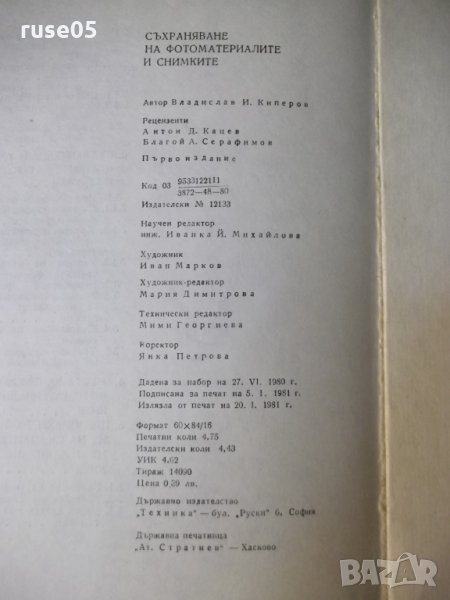 ruse05
СЪХРАНЯВАНЕ
НА ФОТОМАТЕРИАЛИТЕ
И СНИМКИТЕ
Автор Владислав И. Киперов
Рецензенти
Антон Д. Кацев
Благой А. Серафимов
Първо издание
Код 03 9533122111
5872—48—80
Издателски № 12133
Научен редактор
инж. Иванка Й. Михайлова
Художник
Иван Марков
Художник-редактор
Мария Димитрова
Технически редактор
Мими Георгиева
Коректор
Янка Петрова
Дадена за набор на 27. VI. 1980 г.
Подписана за печат на 5. I. 1981 г.
Излязла от печат на 20. I. 1981 г.
Формат 60×84/16
Печатни коли 4,75
Издателски коли 4,43
УИК 4,62
Тираж 14090
Цена 0,39 лв.
Държавно издателство
„Техника" — бул. „Руски" 6, София
Държавна печатница
„Ат. Стратиев" — Хасково
BAZAR